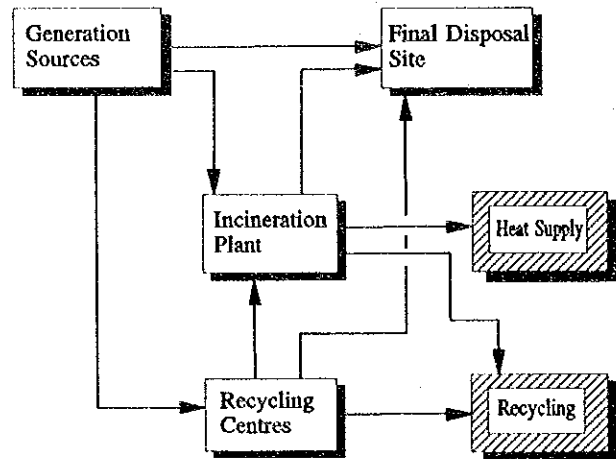 Generation
Sources
Final Disposal
Site
Incineration
Plant
Heat Supply
Recycling
Centres
Recycling